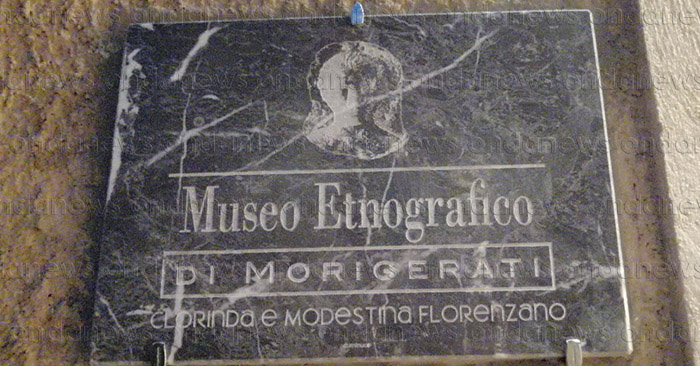 Museo Etnografico
DI MORIGERATI
CLORINDA E MODESTINA FLORENZANO